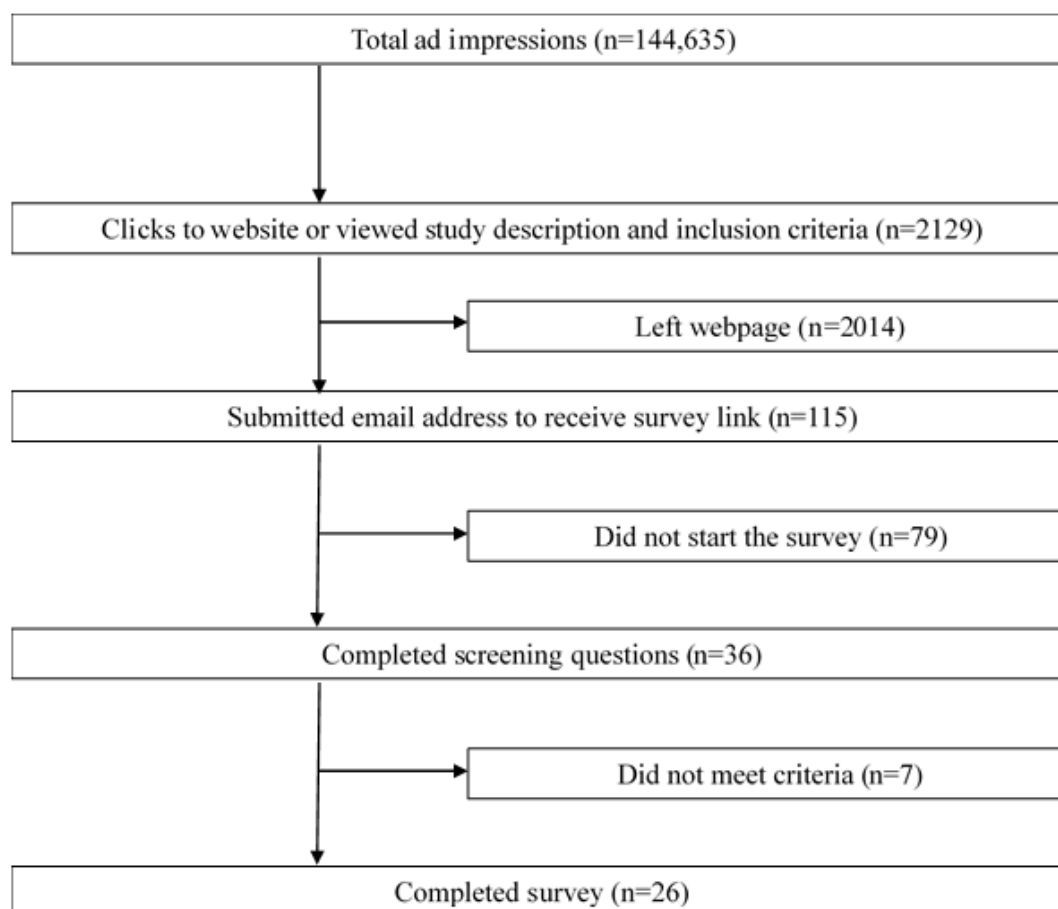 Total ad impressions (n=144,635)
Clicks to website or viewed study description and inclusion criteria (n=2129)
Left webpage (n=2014)
Submitted email address to receive survey link (n=115)
Did not start the survey (n=79)
Completed screening questions (n=36)
Did not meet criteria (n=7)
Completed survey (n=26)